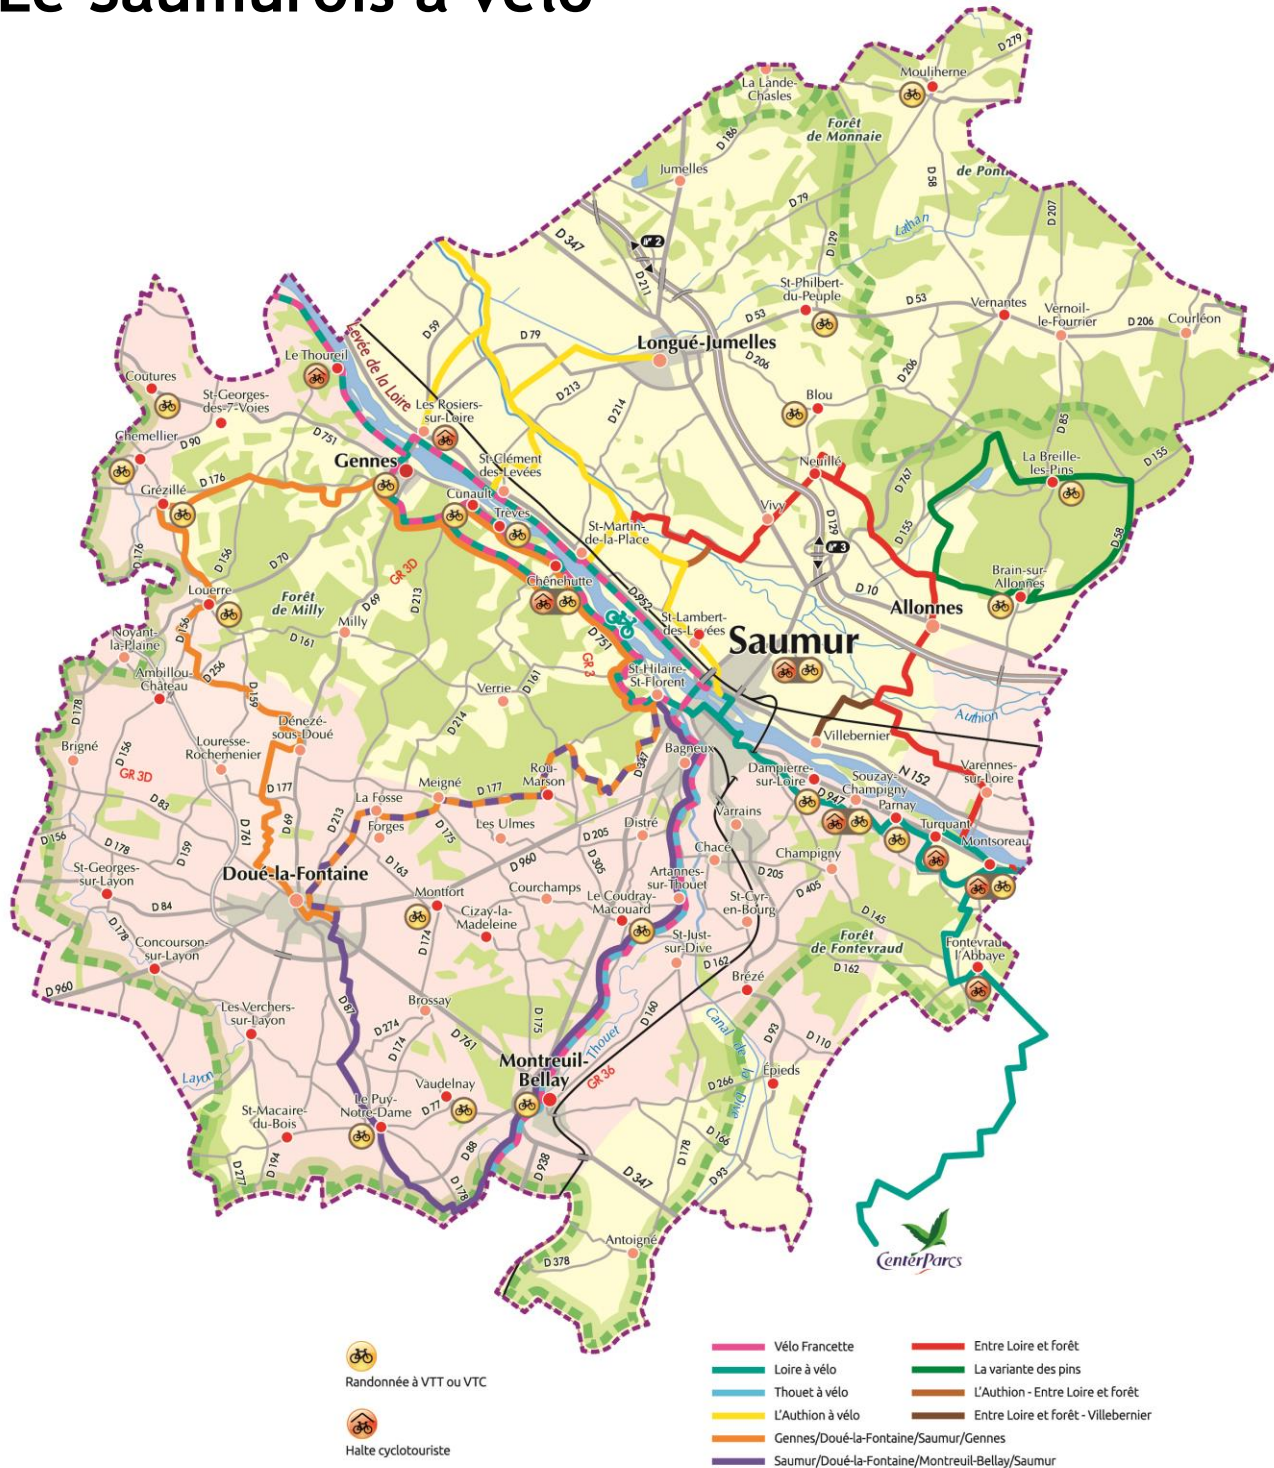 Le Saumurois à vélo
D 279
Mouliherne
La Lande-
Chasles
Forêt
de Monnaie
D 186
Jumelles
D 58
D 79
D 207
Lathan
D 347
D 129
D 211
2
St-Philbert-
du-Peuple
D 53
Vernantes
Vernoil-
le-Fourrier
D 206
Courléon
D 59
D 79
D 53
Longué-Jumelles
D 206
D 206
Levée de la Loire
Le Thoureil
Coutures
St-Georges-
des-7-Voies
D 213
D 214
Blou
Les Rosiers-
sur-Loire
D 85
Chemellier
D 90
D 751
Gennes
St-Clément
des-Levées
Neuillé
La Breille-
les-Pins
D 155
D 767
D 176
Grézillé
Cunault
Trèves
Vivy
St-Martin-
de-la-Place
D 129
D 155
D 58
3
D 176
D 156
D 70
GR 3D
Chênehutte
D 952
Brain-sur-
Allonnes
D 10
Louerre
Forêt
de Milly
D 69
D 213
Allonnes
St-Lambert-
des-Levées
Saumur
Noyant-
la-Plaine
D 156
D 161
Milly
D 751
GR 3
Ambillou-
Château
D 256
D 159
Verrie
D 161
St-Hilaire-
St-Florent
D 178
D 214
Authion
Brigné
D 156
Louresse-
Rochemenier
Dénezé-
sous-Doué
Villebernier
Bagneux
GR 3D
Meigné
D 177
Rou-
Marson
D 347
Dampierre-
sur-Loire
Souzay-
Champigny
N 152
Varennes-
sur-Loire
D 83
D 177
La Fosse
Forges
D 947
Parnay
D 156
D 178
D 159
D 761
D 69
D 213
D 175
Les Ulmes
D 205
Distré
Varrains
Turquant
Montsoreau
St-Georges-
sur-Layon
Doué-la-Fontaine
D 163
D 960
D 305
Chacé
Champigny
D 205
D 84
Montfort
Courchamps
Artannes-
sur-Thouet
D 405
D 178
Cizay-la-
Madeleine
Le Coudray-
Macouard
St-Cyr-
en-Bourg
D 145
Concourson-
sur-Layon
D 174
St-Just-
sur-Dive
Forêt
de Fontevraud
Fontevraud
l'Abbaye
D 162
D 162
D 960
Brézé
Les Verchers-
sur-Layon
D 87
Brossay
D 175
D 160
D 274
D 174
D 761
Thouet
Canal de la Dive
D 93
D 110
Montreuil-
Bellay
GR 36
Layon
Vaudelnay
D 266
Épieds
St-Macaire-
du-Bois
Le Puy-
Notre-Dame
D 77
D 88
D 166
D 277
D 194
D 178
D 938
D 347
D 178
D 93
Antoigné
D 378
CenterParcs
Randonnée à VTT ou VTC
Halte cyclotouriste
Vélo Francette
Loire à vélo
Thouet à vélo
L'Authion à vélo
Gennes/Doué-la-Fontaine/Saumur/Gennes
Saumur/Doué-la-Fontaine/Montreuil-Bellay/Saumur
Entre Loire et forêt
La variante des pins
L'Authion - Entre Loire et forêt
Entre Loire et forêt - Villebernier